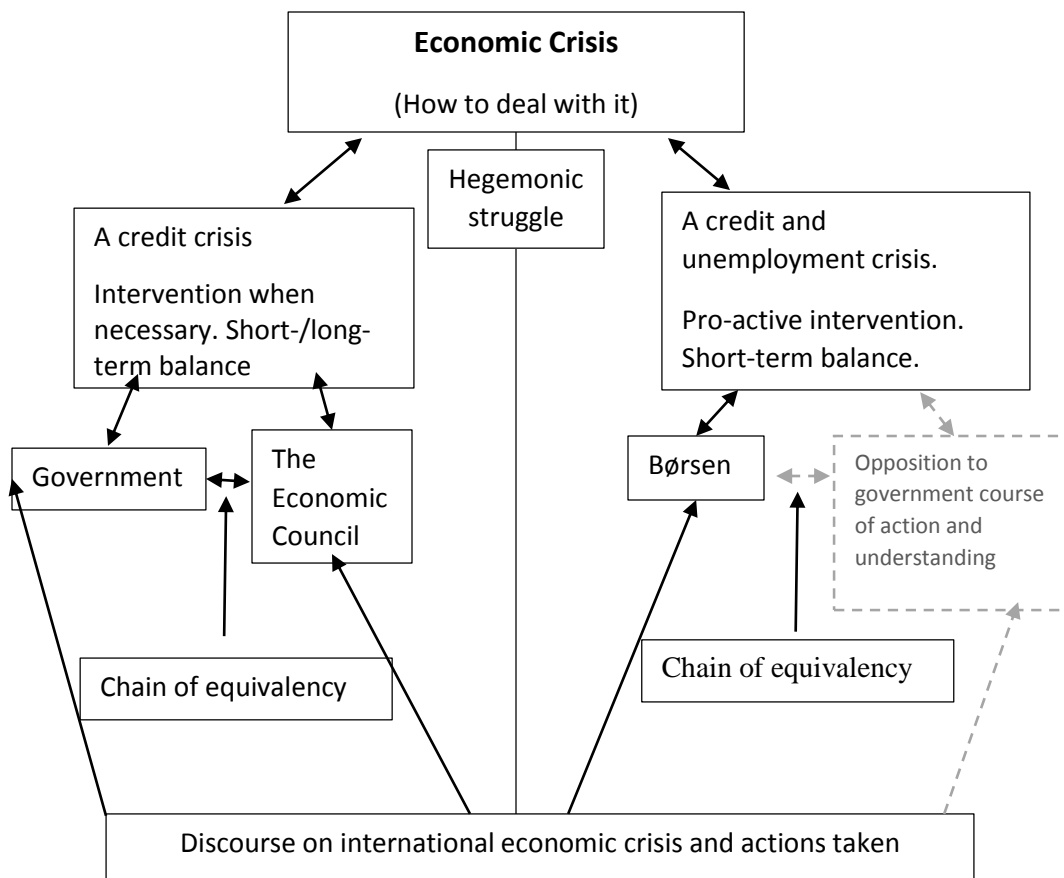 Economic Crisis
(How to deal with it)
Hegemonic
struggle
A credit crisis
Intervention when
necessary. Short-/long-
term balance
A credit and
unemployment crisis.
Pro-active intervention.
Short-term balance.
Government
The
Economic
Council
Børsen
Opposition to
government course
of action and
understanding
Chain of equivalency
Chain of equivalency
Discourse on international economic crisis and actions taken